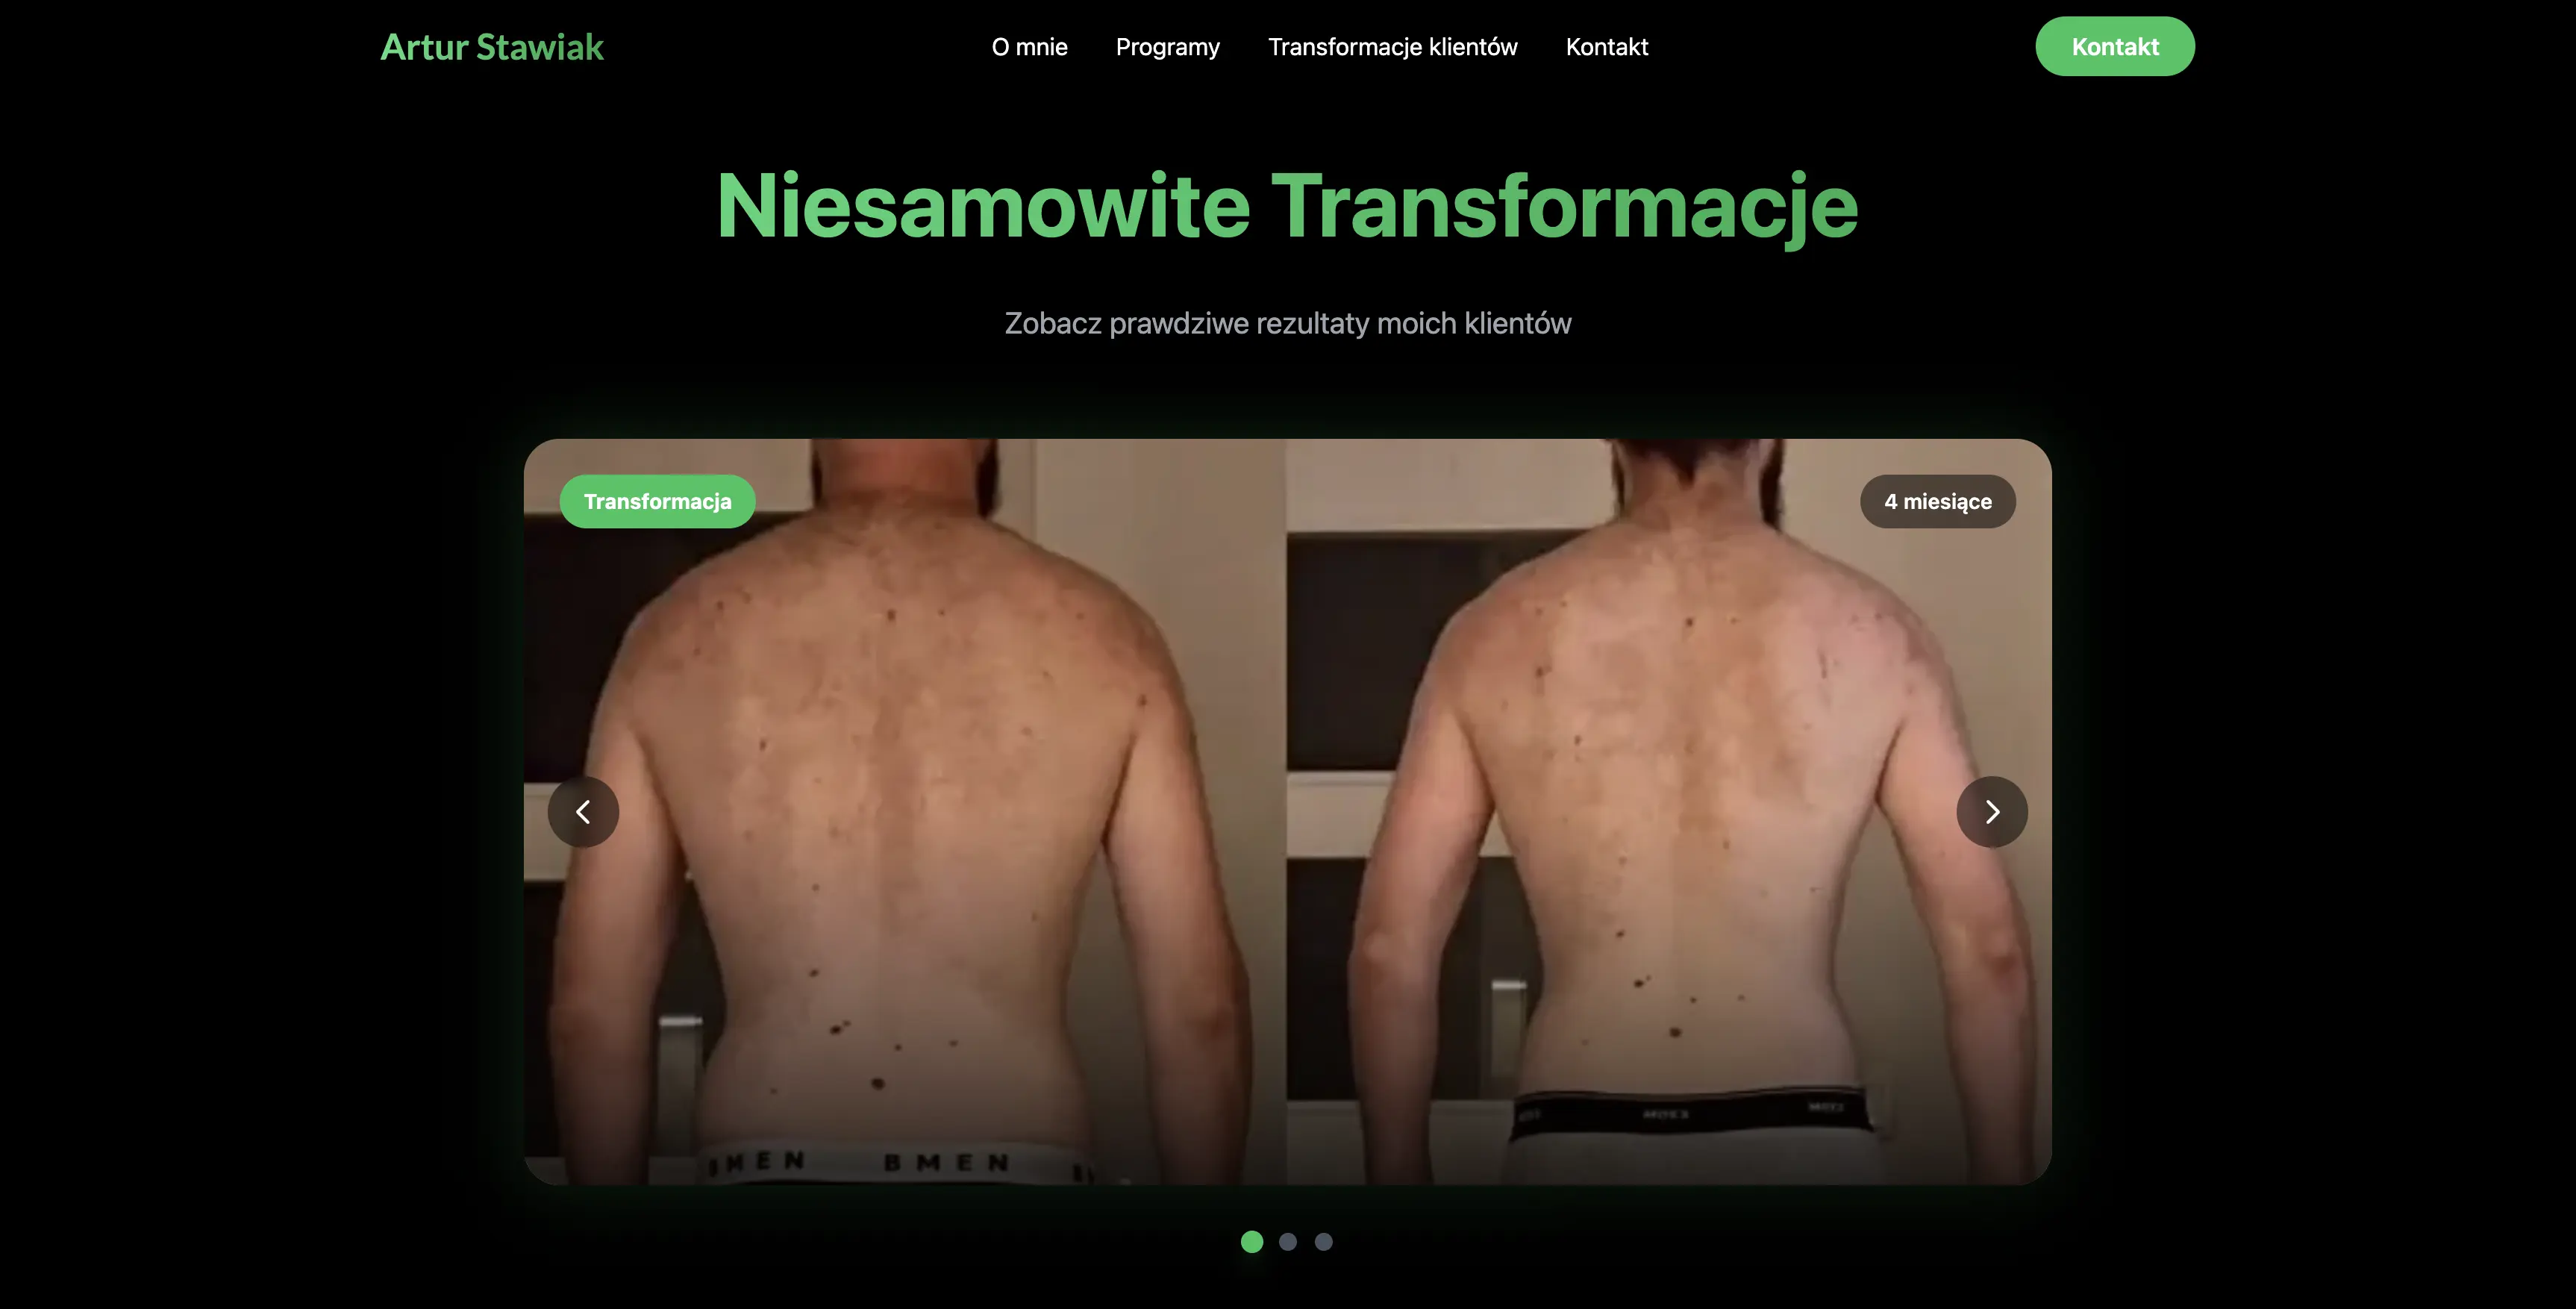 Artur Stawiak
O mnie Programy Transformacje klientów Kontakt
Kontakt
Niesamowite Transformacje
Zobacz prawdziwe rezultaty moich klientów
Transformacja
4 miesiące
BMEN BMEN